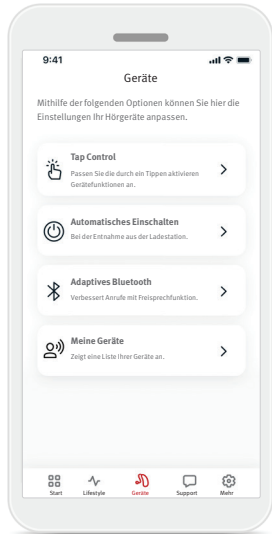 9:41
Geräte
Mithilfe der folgenden Optionen können Sie hier die
Einstellungen Ihr Hörgeräte anpassen.
Tap Control
Passen Sie die durch ein Tippen aktivieren
Gerätefunktionen an.
Automatisches Einschalten
Bei der Entnahme aus der Ladestation.
Adaptives Bluetooth
Verbessert Anrufe mit Freisprechfunktion.
Meine Geräte
Zeigt eine Liste Ihrer Geräte an.
Start Lifestyle Geräte Support Mehr